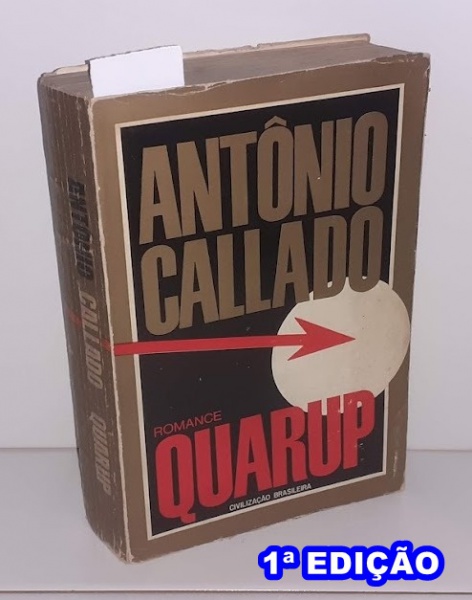 ANTÔNIO
CALLADO
ROMANCE
QUARUP
CIVILIZAÇÃO BRASILEIRA
ANTÔNIO CALLADO QUARUP
1ª EDIÇÃO